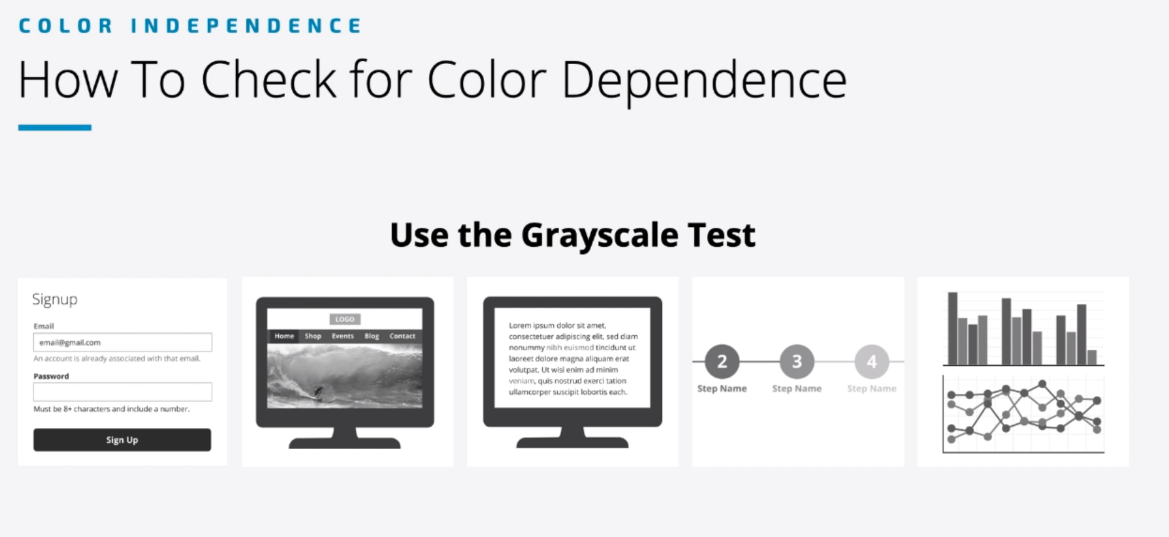 COLOR INDEPENDENCE
How To Check for Color Dependence
Use the Grayscale Test
Signup
Email
email@gmail.com
An account is already associated with that email.
Password
Must be 8+ characters and include a number.
Sign Up
LOGO
Home Shop Events Blog Contact
Lorem ipsum dolor sit amet,
consectetuer adipiscing elit, sed diam
nonummy nibh euismod tincidunt ut
laoreet dolore magna aliquam erat
volutpat. Ut wisi enim ad minim
veniam, quis nostrud exerci tation
ullamcorper suscipit lobortis each.
2 3 4
Step Name Step Name Step Name